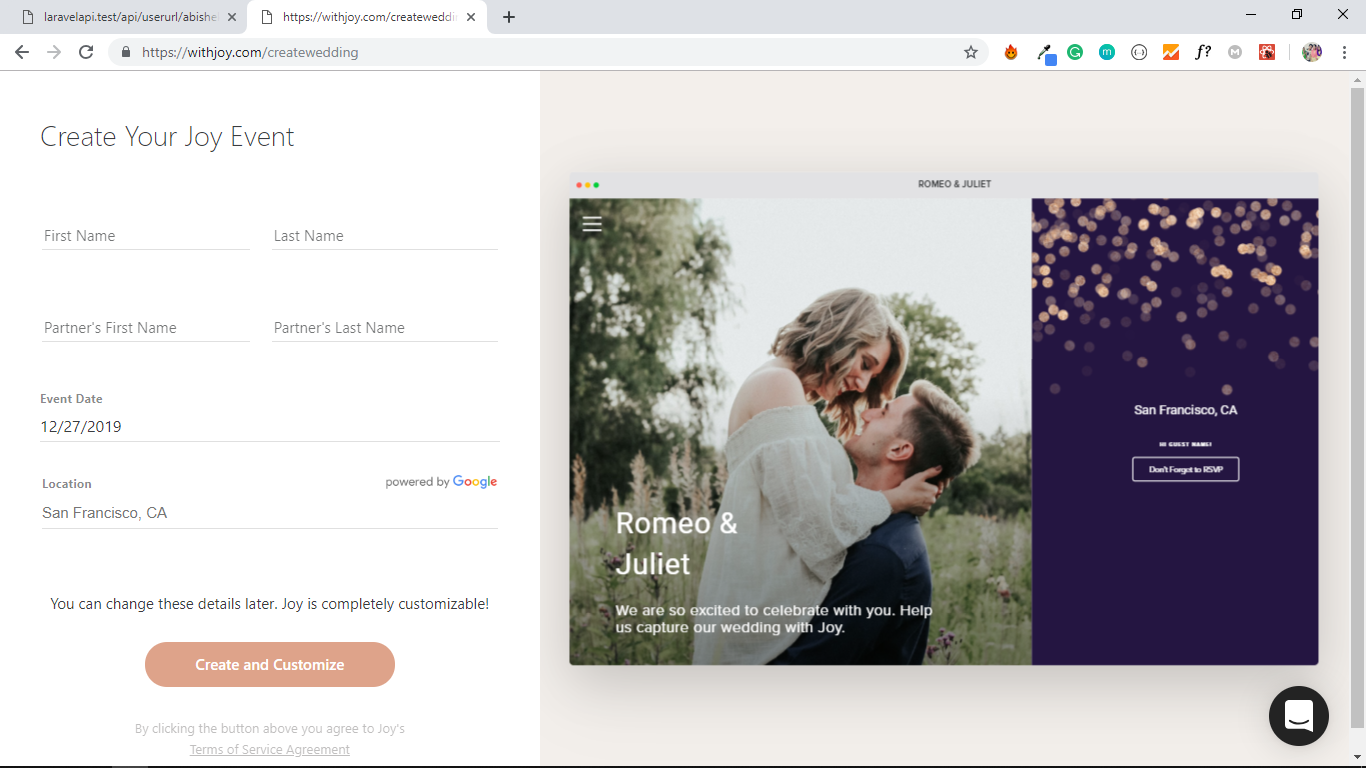 laravelapi.test/api/userurl/abishe
https://withjoy.com/createweddin
https://withjoy.com/createwedding
m
f?
M
Create Your Joy Event
First Name
Last Name
Partner's First Name
Partner's Last Name
Event Date
12/27/2019
Location
powered by Google
San Francisco, CA
You can change these details later. Joy is completely customizable!
Create and Customize
By clicking the button above you agree to Joy's
Terms of Service Agreement
ROMEO & JULIET
Romeo &
Juliet
We are so excited to celebrate with you. Help
us capture our wedding with Joy.
San Francisco, CA
HI GUEST NAME!
Don't Forget to RSVP